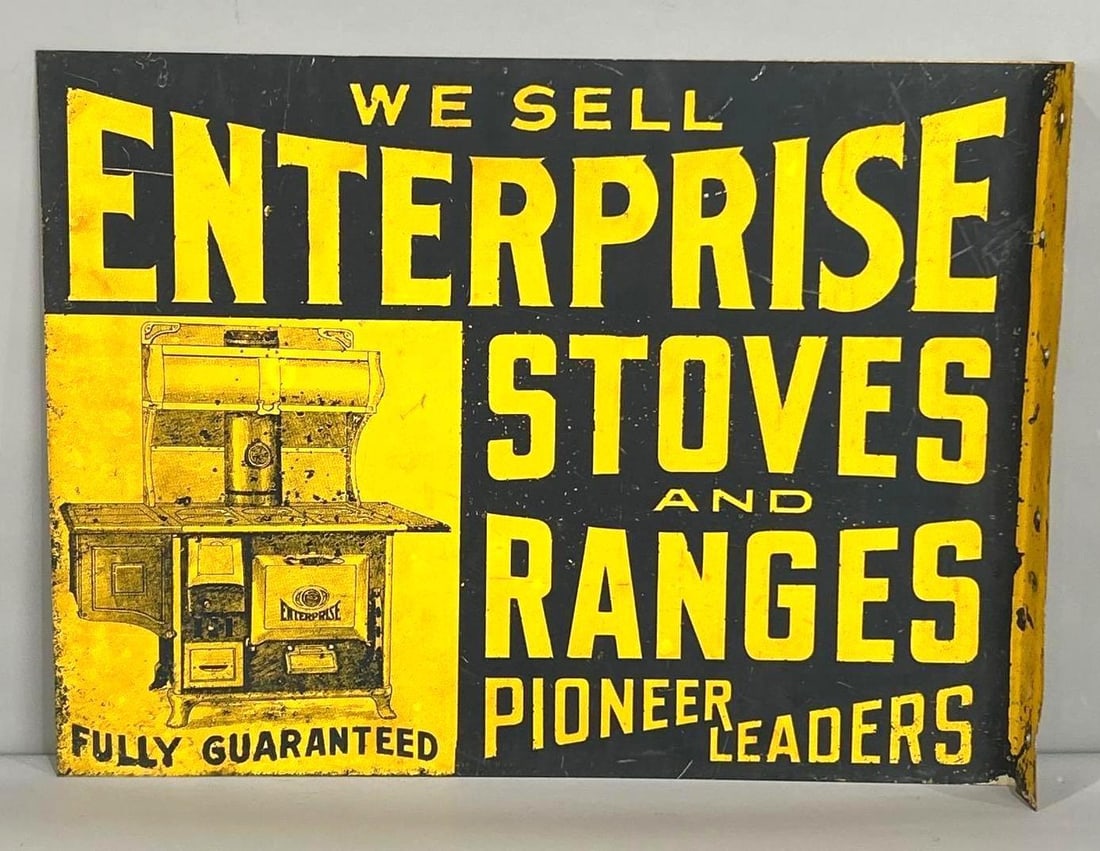 WE SELL
ENTERPRISE
STOVES
AND
RANGES
PIONEER LEADERS
ENTERPRISE
FULLY GUARANTEED